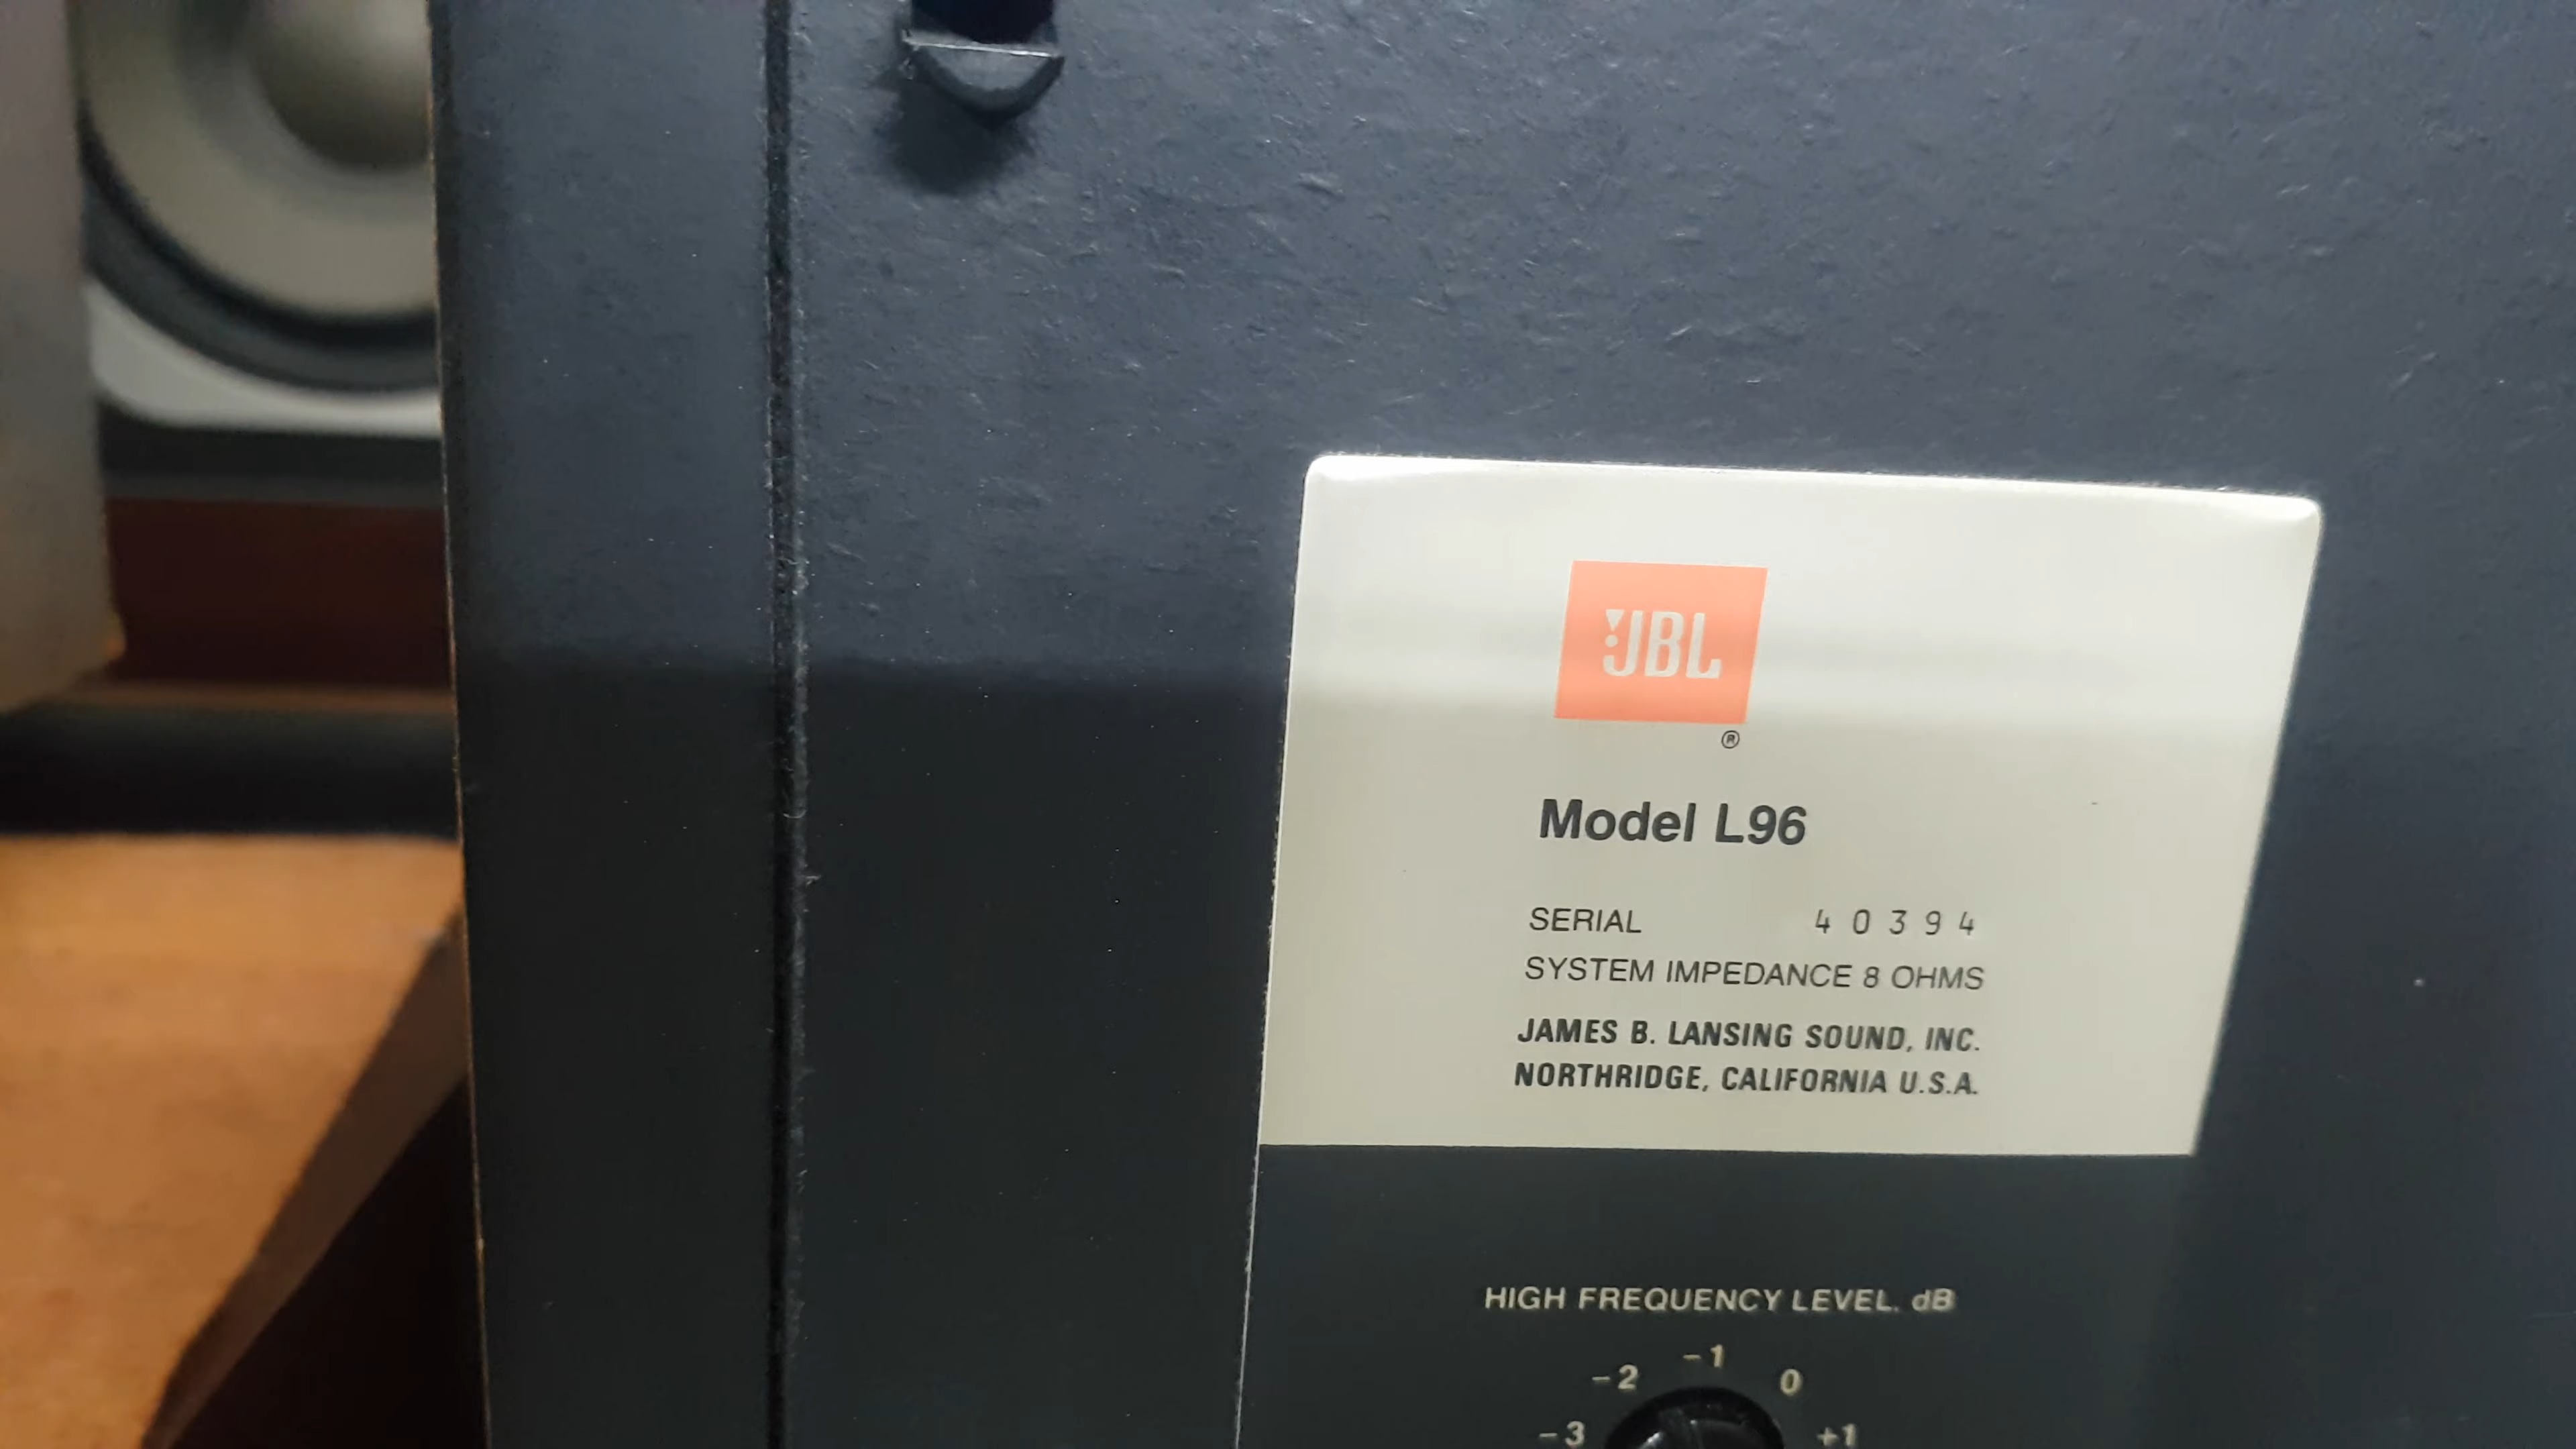 JBL
®
Model L96
SERIAL 40394
SYSTEM IMPEDANCE 8 OHMS
JAMES B. LANSING SOUND, INC.
NORTHRIDGE, CALIFORNIA U.S.A.
HIGH FREQUENCY LEVEL, dB
-1
-2 0
-3 +1